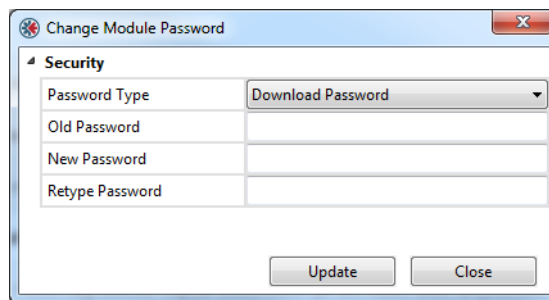 Change Module Password
Security
Password Type Download Password
Old Password
New Password
Retype Password
Update Close